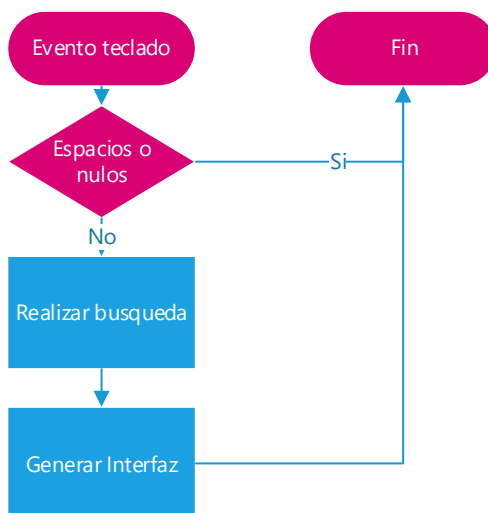 Evento teclado
Fin
Espacios o
nulos
Si
No
Realizar busqueda
Generar Interfaz